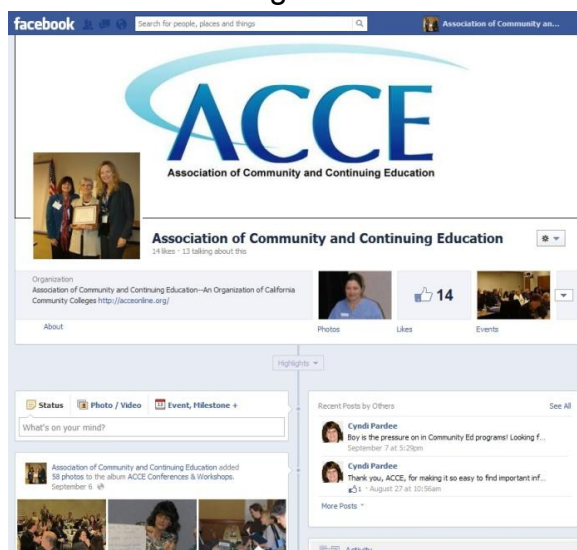 facebook
Search for people, places and things
Association of Community an...
ACCE
Association of Community and Continuing Education
Association of Community and Continuing Education
14 likes · 13 talking about this
Organization
Association of Community and Continuing Education--An Organization of California
Community Colleges http://acceonline.org/
About
14
Photos
Likes
Events
Highlights
Status
Photo / Video
Event, Milestone +
What's on your mind?
Association of Community and Continuing Education added
58 photos to the album ACCE Conferences & Workshops.
September 6
Recent Posts by Others
See All
Cyndi Pardee
Boy is the pressure on in Community Ed programs! Looking f...
September 7 at 5:29pm
Cyndi Pardee
Thank you, ACCE, for making it so easy to find important inf...
1 · August 27 at 10:56am
More Posts
Activity